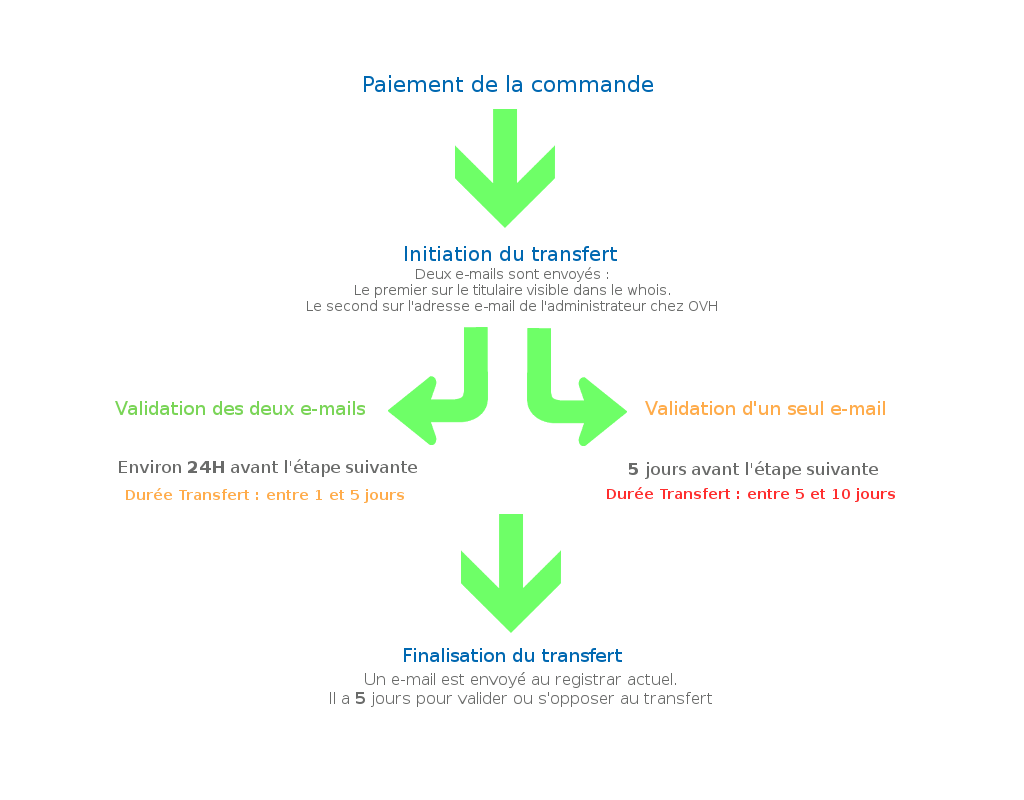 Paiement de la commande
Initiation du transfert
Deux e-mails sont envoyés :
Le premier sur le titulaire visible dans le whois.
Le second sur l'adresse e-mail de l'administrateur chez OVH
Validation des deux e-mails
Environ 24H avant l'étape suivante
Durée Transfert : entre 1 et 5 jours
Validation d'un seul e-mail
5 jours avant l'étape suivante
Durée Transfert : entre 5 et 10 jours
Finalisation du transfert
Un e-mail est envoyé au registrar actuel.
Il a 5 jours pour valider ou s'opposer au transfert